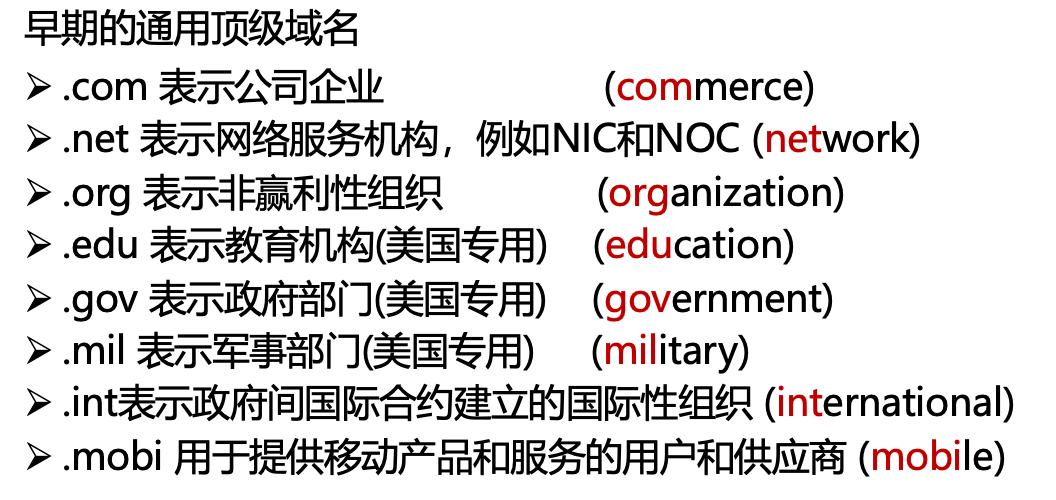 早期的通用顶级域名
➢ .com 表示公司企业 (commerce)
➢ .net 表示网络服务机构，例如NIC和NOC (network)
➢ .org 表示非赢利性组织 (organization)
➢ .edu 表示教育机构(美国专用) (education)
➢ .gov 表示政府部门(美国专用) (government)
➢ .mil 表示军事部门(美国专用) (military)
➢ .int表示政府间国际合约建立的国际性组织 (international)
➢ .mobi 用于提供移动产品和服务的用户和供应商 (mobile)